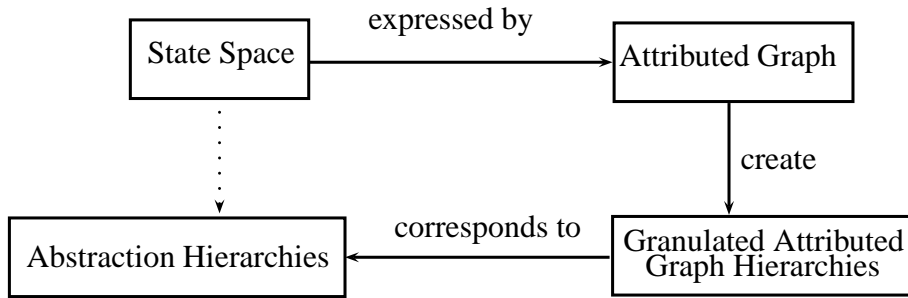 expressed by
State Space
Attributed Graph
create
corresponds to
Abstraction Hierarchies
Granulated Attributed
Graph Hierarchies